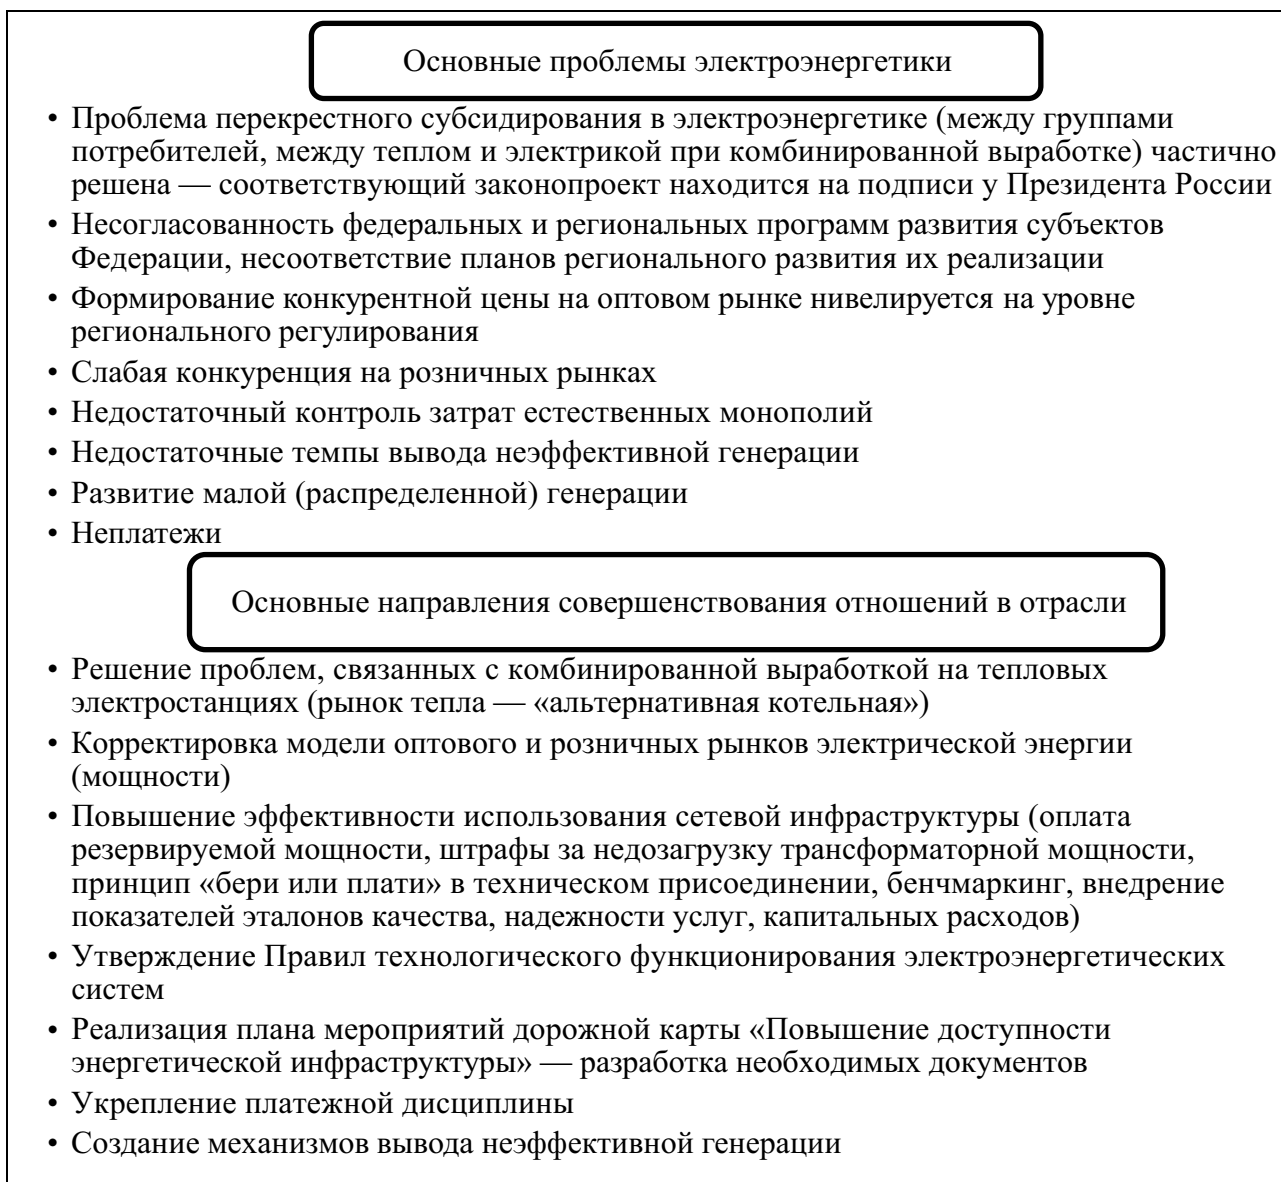 Основные проблемы электроэнергетики
• Проблема перекрестного субсидирования в электроэнергетике (между группами
потребителей, между теплом и электрикой при комбинированной выработке) частично
решена — соответствующий законопроект находится на подписи у Президента России
• Несогласованность федеральных и региональных программ развития субъектов
Федерации, несоответствие планов регионального развития их реализации
• Формирование конкурентной цены на оптовом рынке нивелируется на уровне
регионального регулирования
• Слабая конкуренция на розничных рынках
• Недостаточный контроль затрат естественных монополий
• Недостаточные темпы вывода неэффективной генерации
• Развитие малой (распределенной) генерации
• Неплатежи
Основные направления совершенствования отношений в отрасли
• Решение проблем, связанных с комбинированной выработкой на тепловых
электростанциях (рынок тепла — «альтернативная котельная»)
• Корректировка модели оптового и розничных рынков электрической энергии
(мощности)
• Повышение эффективности использования сетевой инфраструктуры (оплата
резервируемой мощности, штрафы за недозагрузку трансформаторной мощности,
принцип «бери или плати» в техническом присоединении, бенчмаркинг, внедрение
показателей эталонов качества, надежности услуг, капитальных расходов)
• Утверждение Правил технологического функционирования электроэнергетических
систем
• Реализация плана мероприятий дорожной карты «Повышение доступности
энергетической инфраструктуры» — разработка необходимых документов
• Укрепление платежной дисциплины
• Создание механизмов вывода неэффективной генерации